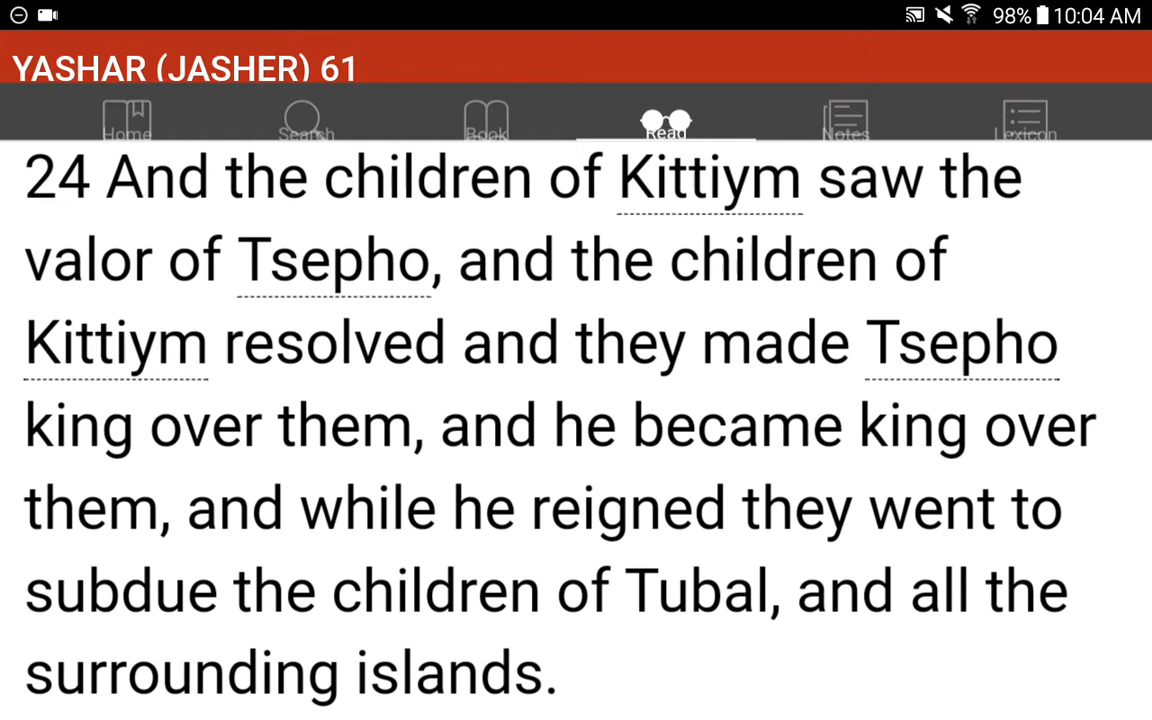 98% 10:04 AM
YASHAR (JASHER) 61
Home Search Book Read Notes Lexicon
24 And the children of Kittiym saw the
valor of Tsepho, and the children of
Kittiym resolved and they made Tsepho
king over them, and he became king over
them, and while he reigned they went to
subdue the children of Tubal, and all the
surrounding islands.